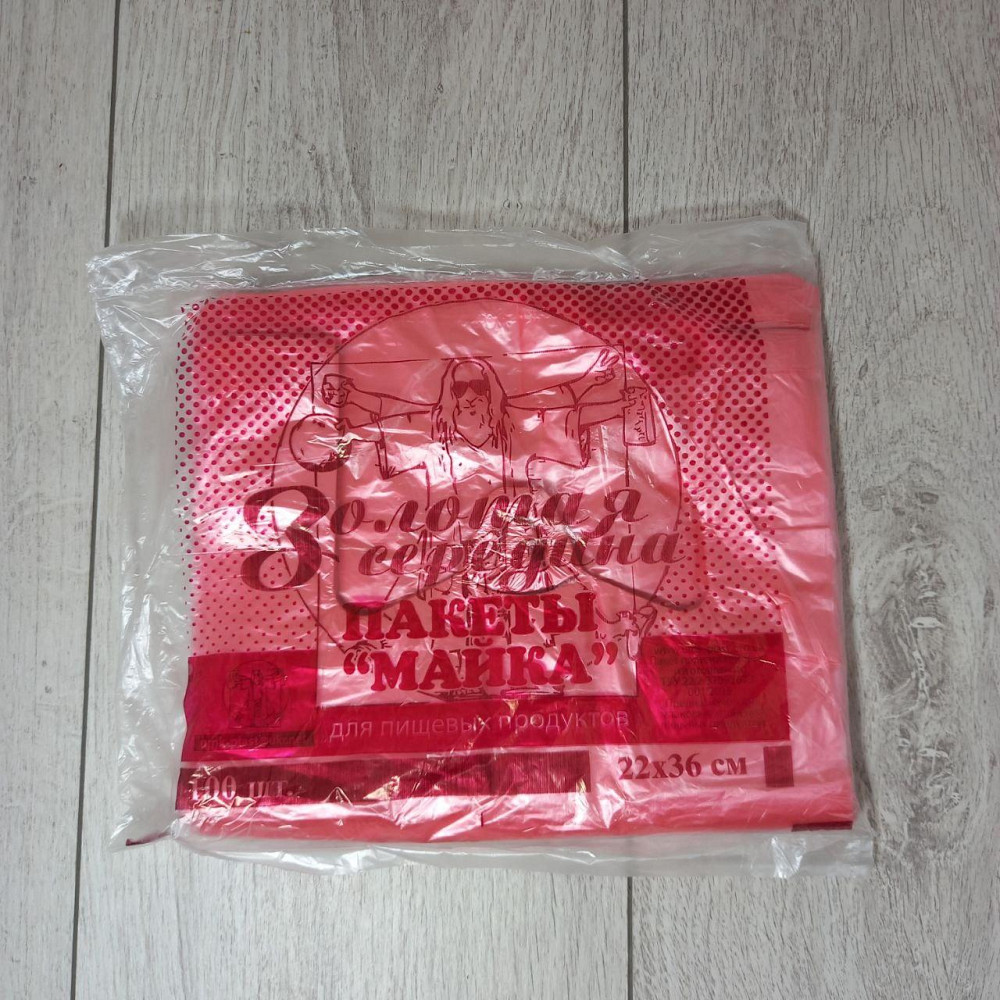 Золотая
середина
ПАКЕТЫ
“МАЙКА”
для пищевых продуктов
100 шт.
22х36 см